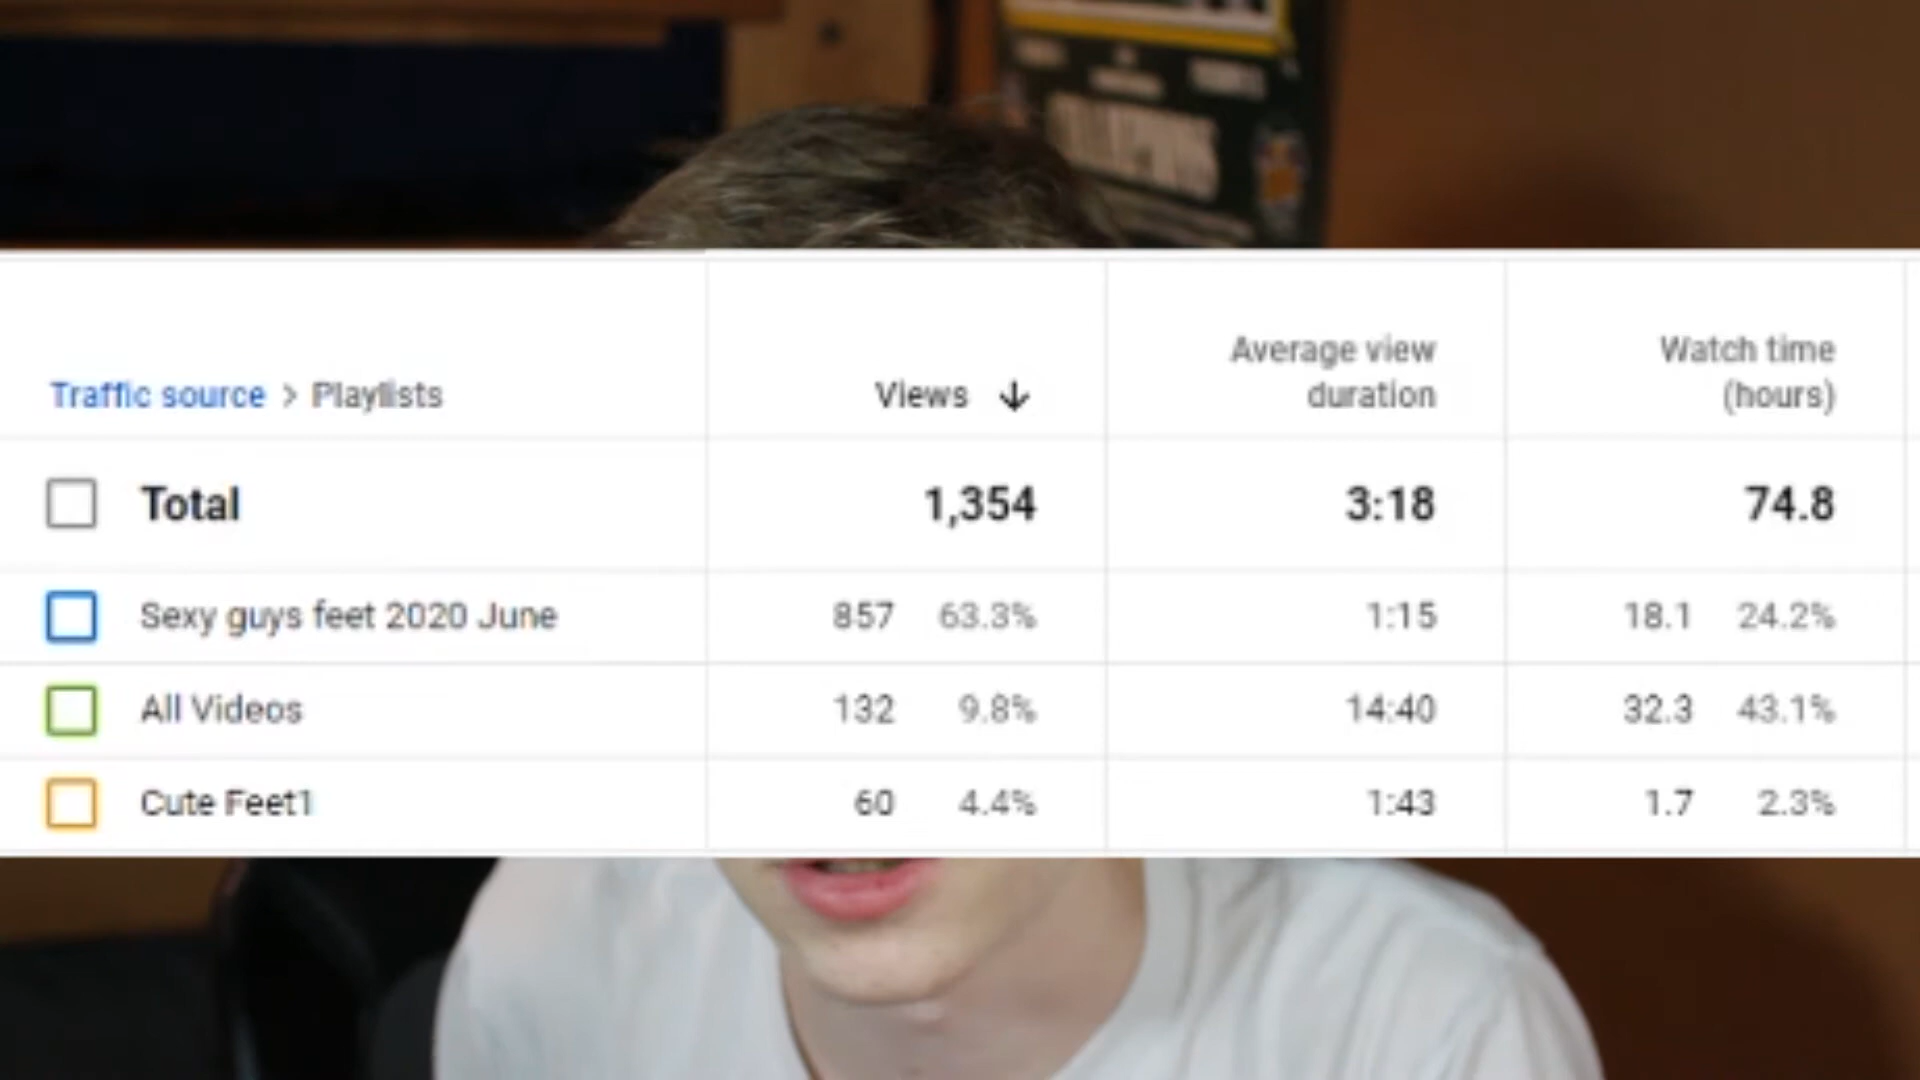 Traffic source > Playlists Views ↓ Average view duration Watch time (hours)
Total 1,354 3:18 74.8
Sexy guys feet 2020 June 857 63.3% 1:15 18.1 24.2%
All Videos 132 9.8% 14:40 32.3 43.1%
Cute Feet1 60 4.4% 1:43 1.7 2.3%